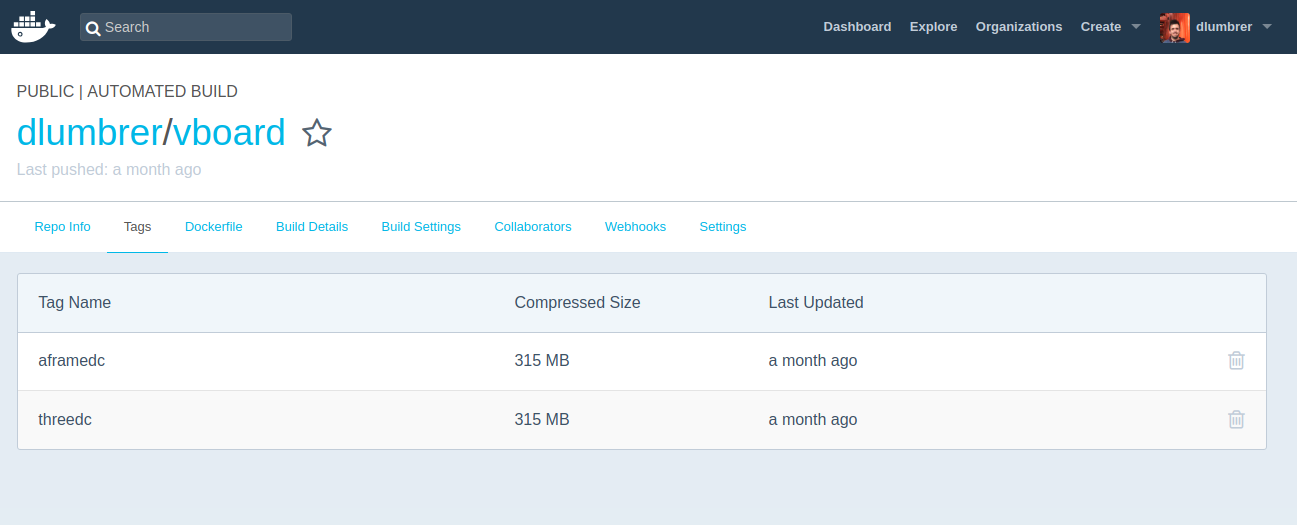 Search Dashboard Explore Organizations Create dlumbrer
PUBLIC | AUTOMATED BUILD
dlumbrer/vboard
Last pushed: a month ago
Repo Info Tags Dockerfile Build Details Build Settings Collaborators Webhooks Settings
Tag Name Compressed Size Last Updated
aframedc 315 MB a month ago
threedc 315 MB a month ago